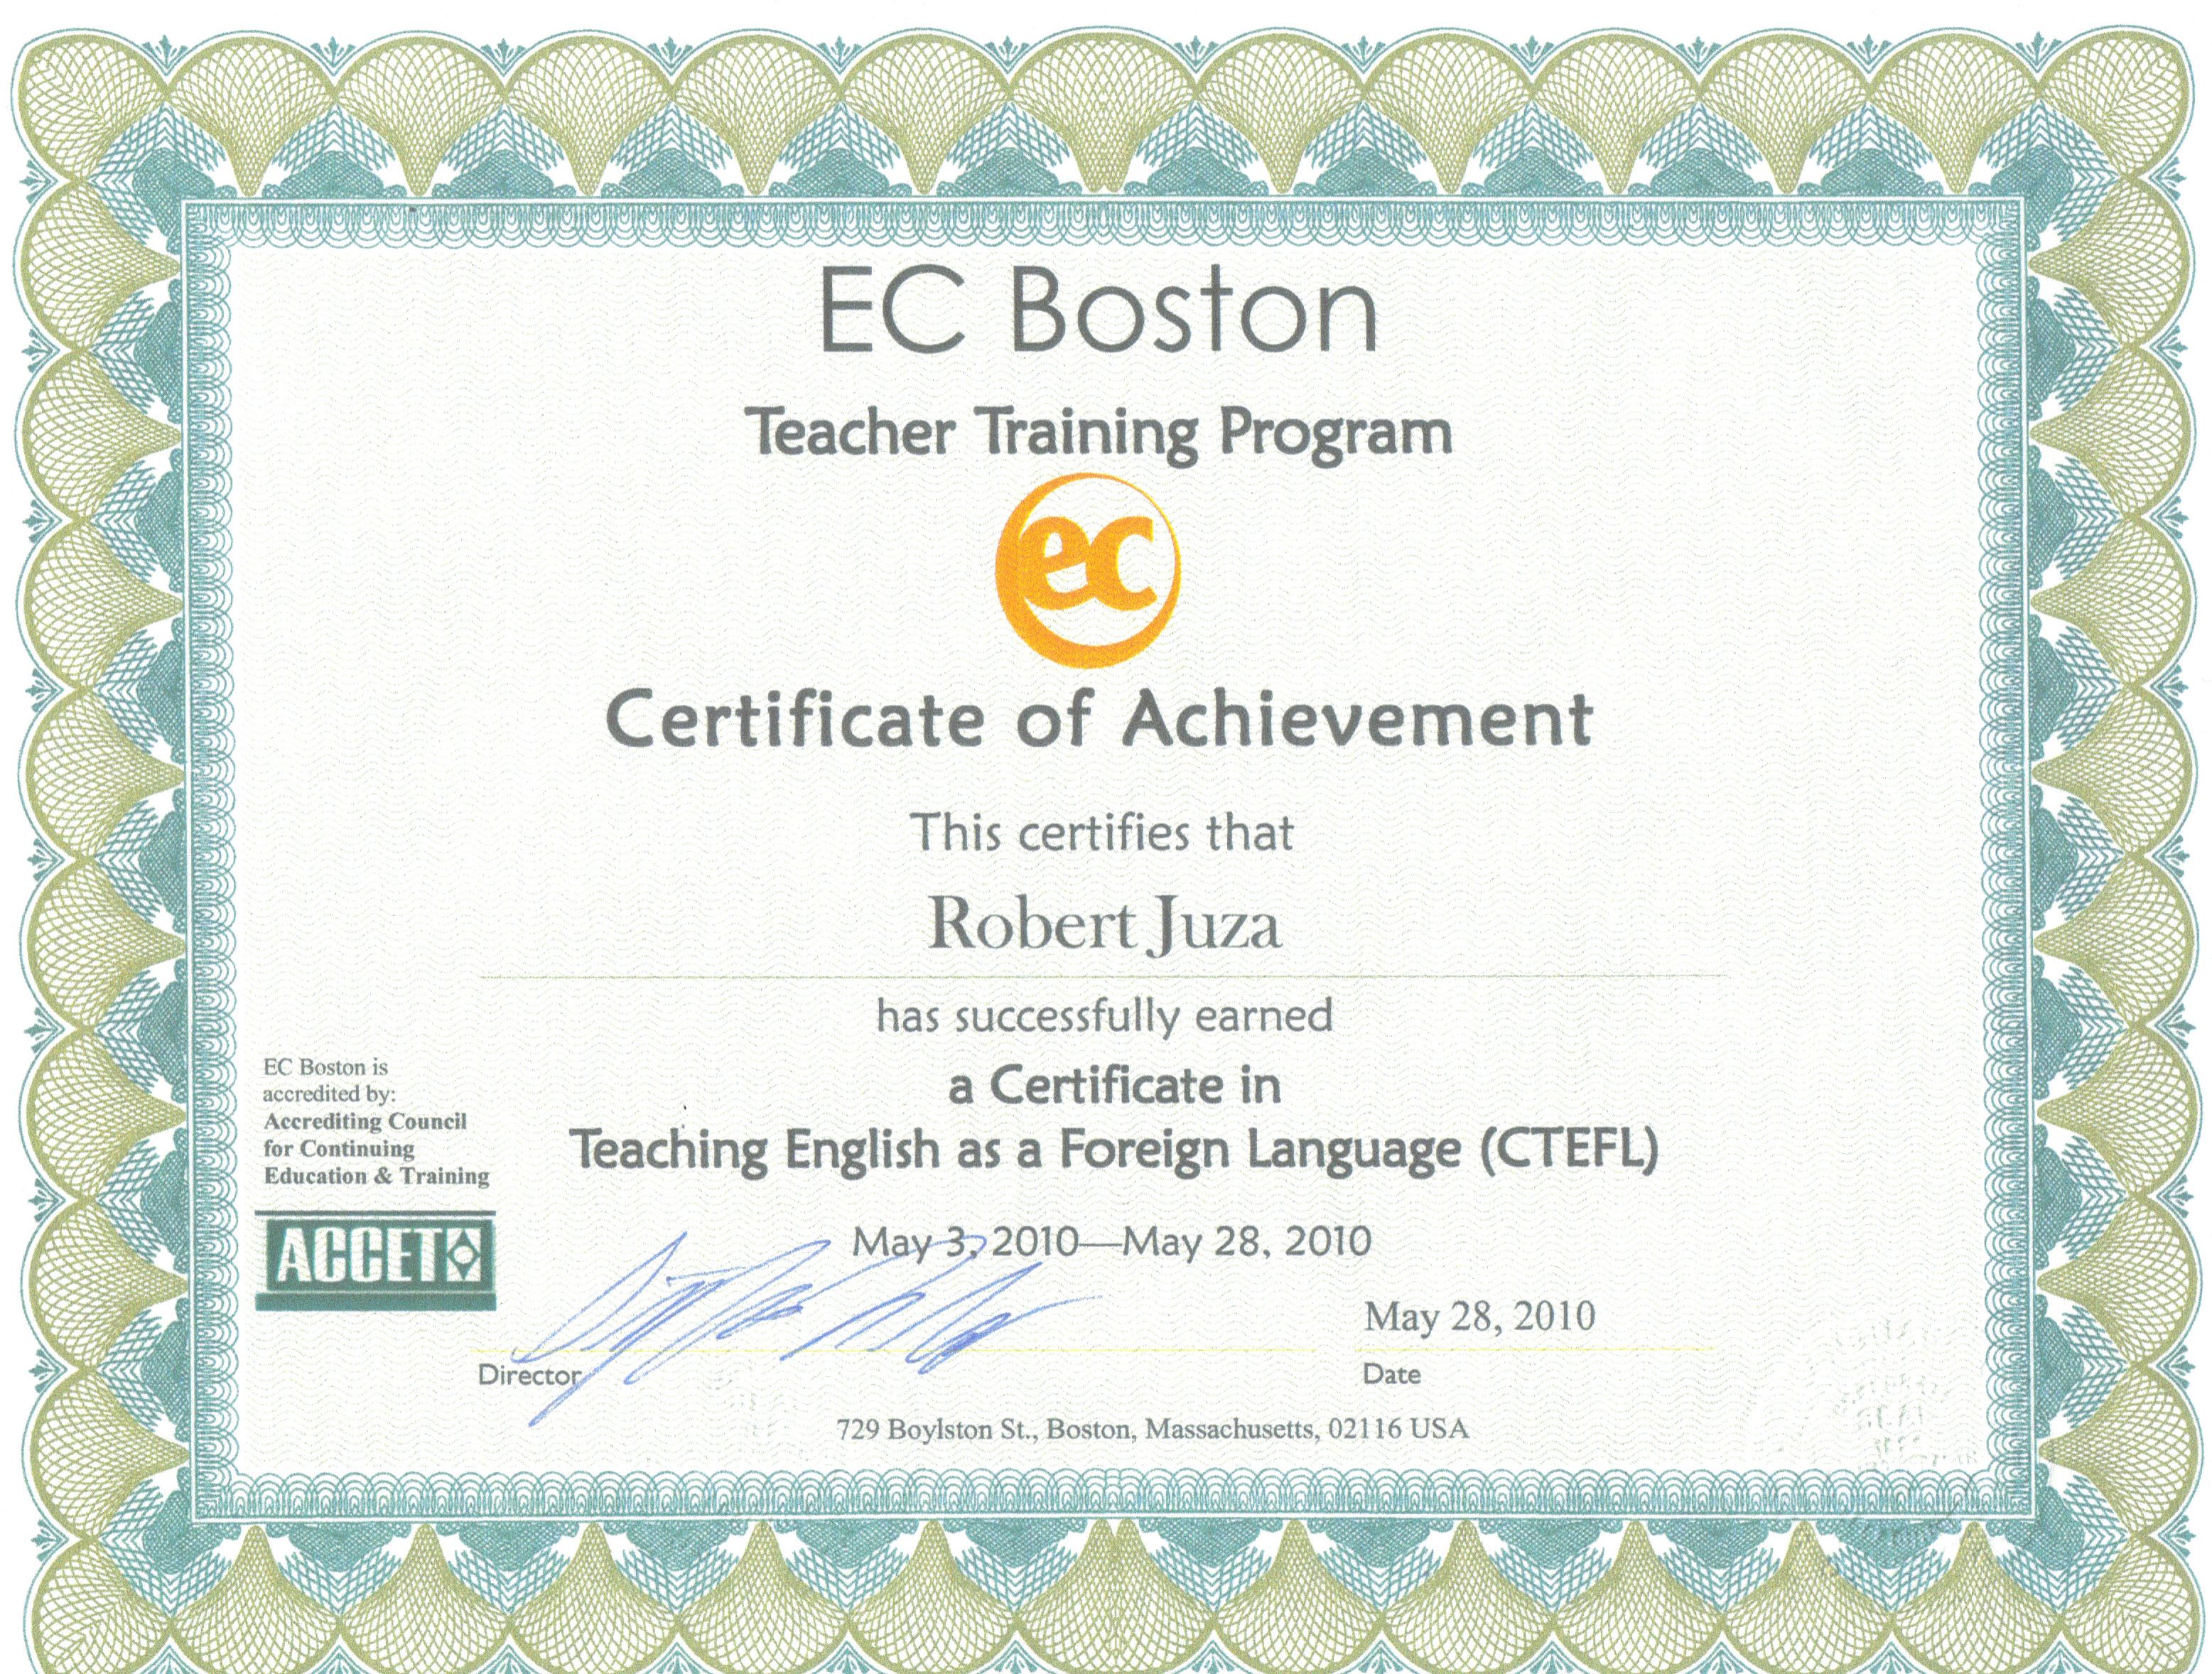 EC Boston
Teacher Training Program
ec
Certificate of Achievement
This certifies that
Robert Juza
has successfully earned
a Certificate in
Teaching English as a Foreign Language (CTEFL)
May 3, 2010—May 28, 2010
EC Boston is
accredited by:
Accrediting Council
for Continuing
Education & Training
ACCET
May 28, 2010
Director
Date
729 Boylston St., Boston, Massachusetts, 02116 USA